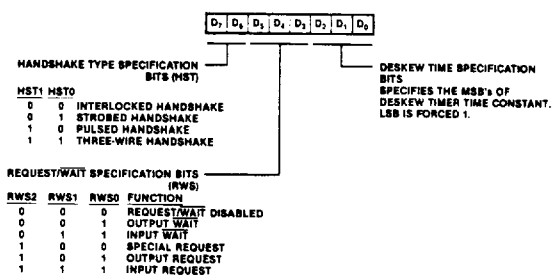 D7 D6 D5 D4 D3 D2 D1 D0
HANDSHAKE TYPE SPECIFICATION
BITS (HST)
HST1 HST0
0 0 INTERLOCKED HANDSHAKE
0 1 STROBED HANDSHAKE
1 0 PULSED HANDSHAKE
1 1 THREE-WIRE HANDSHAKE
DESKEW TIME SPECIFICATION
BITS
SPECIFIES THE MSB's OF
DESKEW TIMER TIME CONSTANT.
LSB IS FORCED 1.
REQUEST/WAIT SPECIFICATION BITS
(RWS)
RWS2 RWS1 RWS0 FUNCTION
0 0 0 REQUEST/WAIT DISABLED
0 0 1 OUTPUT WAIT
0 1 1 INPUT WAIT
1 0 0 SPECIAL REQUEST
1 0 1 OUTPUT REQUEST
1 1 1 INPUT REQUEST